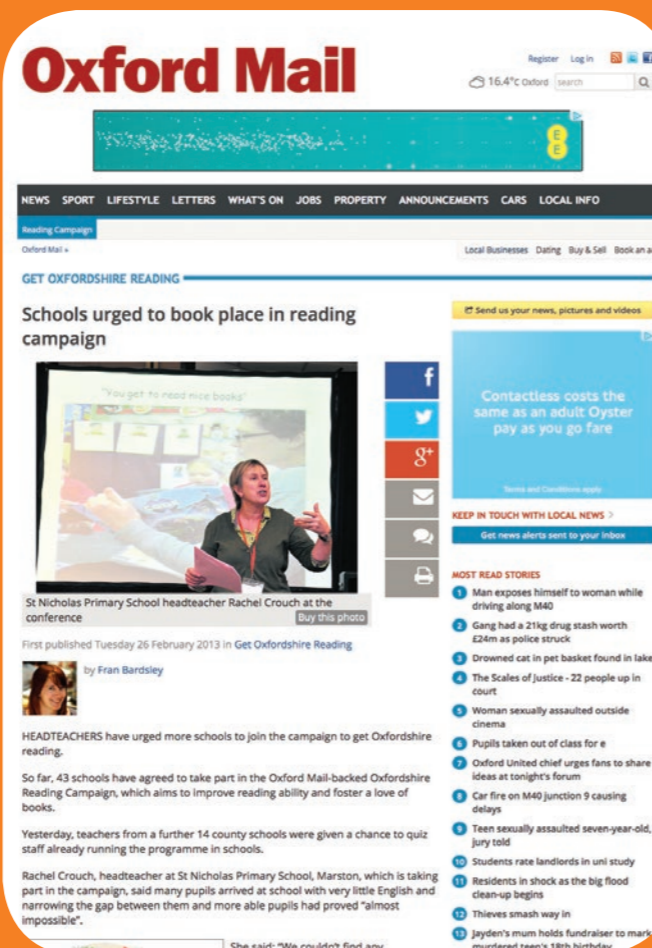 Oxford Mail
Register Log in
16.4°C Oxford search
EE
NEWS SPORT LIFESTYLE LETTERS WHAT'S ON JOBS PROPERTY ANNOUNCEMENTS CARS LOCAL INFO
Reading Campaign
Oxford Mail »
Local Businesses Dating Buy & Sell Book an a
GET OXFORDSHIRE READING
Schools urged to book place in reading
campaign
"You get to read nice books"
f
g+
St Nicholas Primary School headteacher Rachel Crouch at the
conference
Buy this photo
First published Tuesday 26 February 2013 in Get Oxfordshire Reading
by Fran Bardsley
HEADTEACHERS have urged more schools to join the campaign to get Oxfordshire
reading.
So far, 43 schools have agreed to take part in the Oxford Mail-backed Oxfordshire
Reading Campaign, which aims to improve reading ability and foster a love of
books.
Yesterday, teachers from a further 14 county schools were given a chance to quiz
staff already running the programme in schools.
Rachel Crouch, headteacher at St Nicholas Primary School, Marston, which is taking
part in the campaign, said many pupils arrived at school with very little English and
narrowing the gap between them and more able pupils had proved "almost
impossible".
She said: "We couldn't find any
Send us your news, pictures and videos
Contactless costs the
same as an adult Oyster
pay as you go fare
Terms and Conditions apply
KEEP IN TOUCH WITH LOCAL NEWS >
Get news alerts sent to your inbox
MOST READ STORIES
1 Man exposes himself to woman while
driving along M40
2 Gang had a 21kg drug stash worth
£24m as police struck
3 Drowned cat in pet basket found in lake
4 The Scales of Justice - 22 people up in
court
5 Woman sexually assaulted outside
cinema
6 Pupils taken out of class for e
7 Oxford United chief urges fans to share
ideas at tonight's forum
8 Car fire on M40 junction 9 causing
delays
9 Teen sexually assaulted seven-year-old,
jury told
10 Students rate landlords in uni study
11 Residents in shock as the big flood
clean-up begins
12 Thieves smash way in
13 Jayden's mum holds fundraiser to mark
murdered teen's 18th birthday